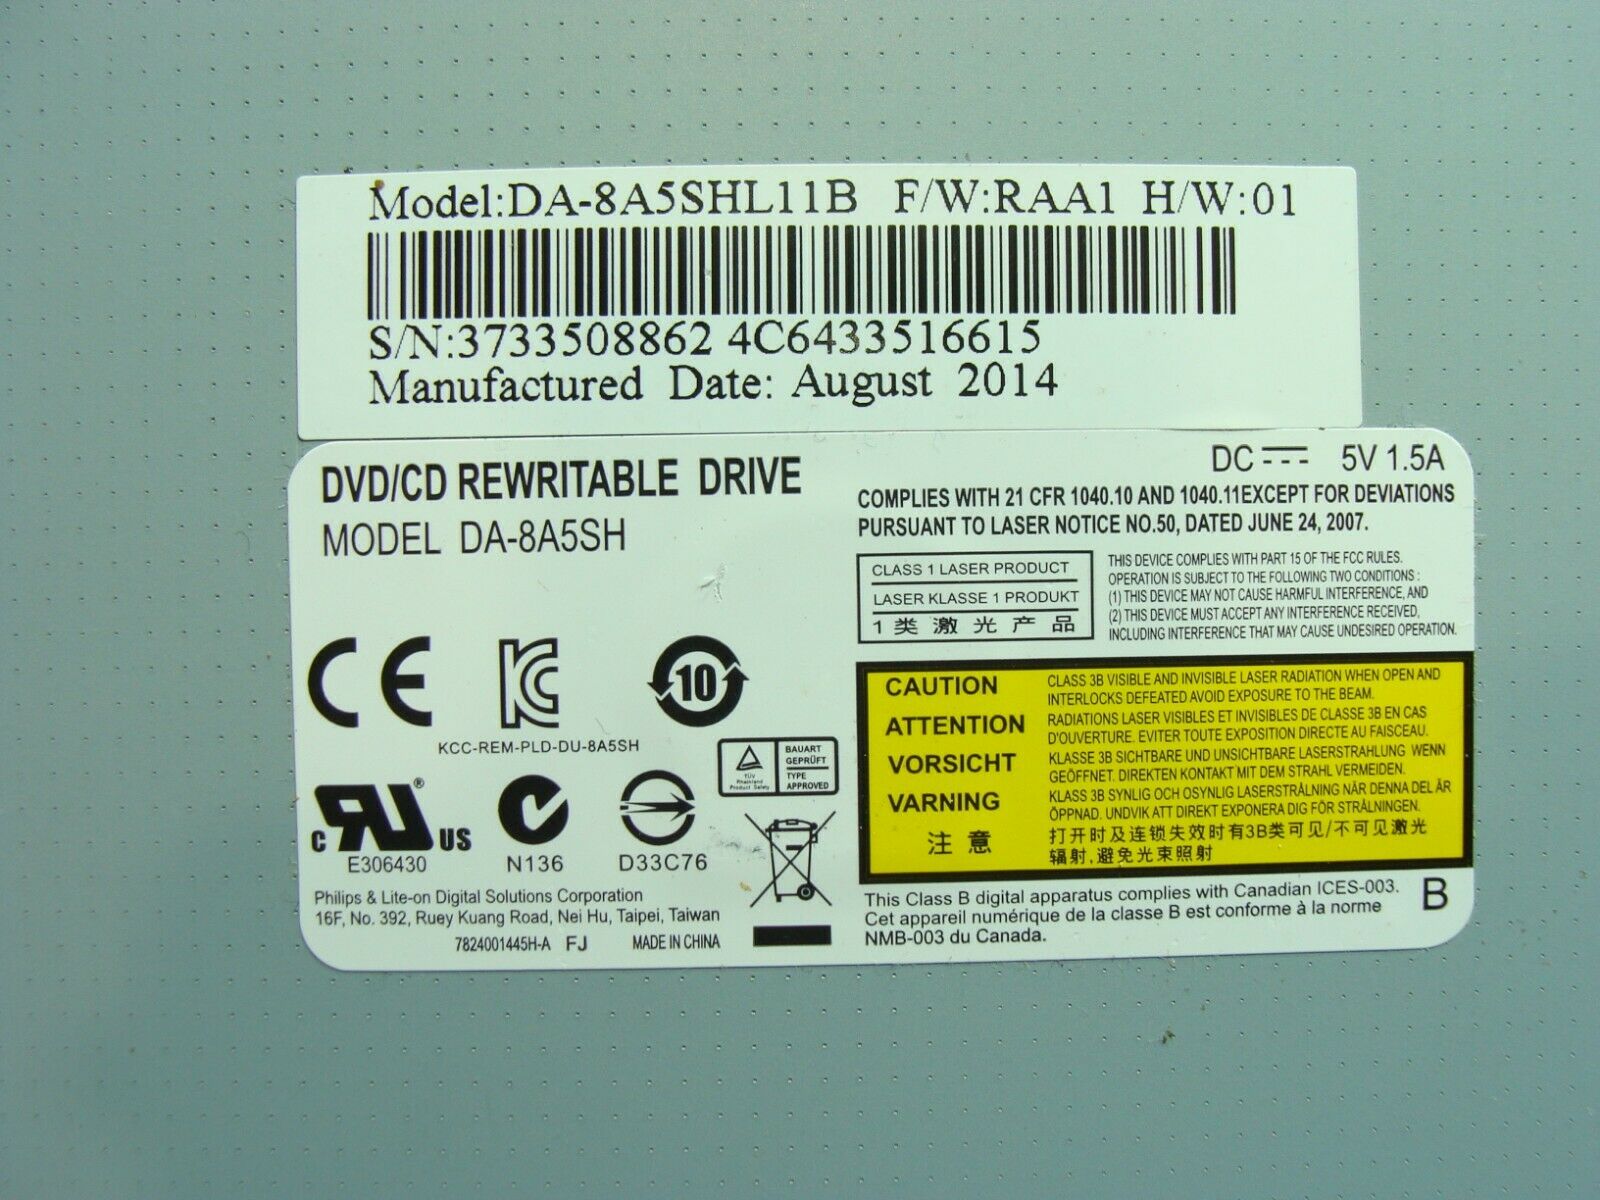 Model:DA-8A5SHL11B F/W:RAA1 H/W:01
S/N:3733508862 4C6433516615
Manufactured Date: August 2014
DVD/CD REWRITABLE DRIVE
MODEL DA-8A5SH
DC 5V 1.5A
COMPLIES WITH 21 CFR 1040.10 AND 1040.11EXCEPT FOR DEVIATIONS
PURSUANT TO LASER NOTICE NO.50, DATED JUNE 24, 2007.
CLASS 1 LASER PRODUCT
LASER KLASSE 1 PRODUKT
1 类 激 光 产 品
THIS DEVICE COMPLIES WITH PART 15 OF THE FCC RULES.
OPERATION IS SUBJECT TO THE FOLLOWING TWO CONDITIONS :
(1) THIS DEVICE MAY NOT CAUSE HARMFUL INTERFERENCE, AND
(2) THIS DEVICE MUST ACCEPT ANY INTERFERENCE RECEIVED,
INCLUDING INTERFERENCE THAT MAY CAUSE UNDESIRED OPERATION.
CE
KC
10
KCC-REM-PLD-DU-8A5SH
TÜV
Rheinland
Product Safety
BAUART
GEPRÜFT
TYPE
APPROVED
C RU ® US
E306430
N136
D33C76
CAUTION
CLASS 3B VISIBLE AND INVISIBLE LASER RADIATION WHEN OPEN AND
INTERLOCKS DEFEATED AVOID EXPOSURE TO THE BEAM.
ATTENTION
RADIATIONS LASER VISIBLES ET INVISIBLES DE CLASSE 3B EN CAS
D'OUVERTURE. EVITER TOUTE EXPOSITION DIRECTE AU FAISCEAU.
VORSICHT
KLASSE 3B SICHTBARE UND UNSICHTBARE LASERSTRAHLUNG WENN
GEÖFFNET. DIREKTEN KONTAKT MIT DEM STRAHL VERMEIDEN.
VARNING
KLASS 3B SYNLIG OCH OSYNLIG LASERSTRÅLNING NÄR DENNA DEL ÄR
ÖPPNAD. UNDVIK ATT DIREKT EXPONERA DIG FÖR STRÅLNINGEN.
注 意
打开时及连锁失效时有3B类可见/不可见激光
辐射,避免光束照射
Philips & Lite-on Digital Solutions Corporation
16F, No. 392, Ruey Kuang Road, Nei Hu, Taipei, Taiwan
7824001445H-A FJ MADE IN CHINA
This Class B digital apparatus complies with Canadian ICES-003.
Cet appareil numérique de la classe B est conforme à la norme
NMB-003 du Canada.
B